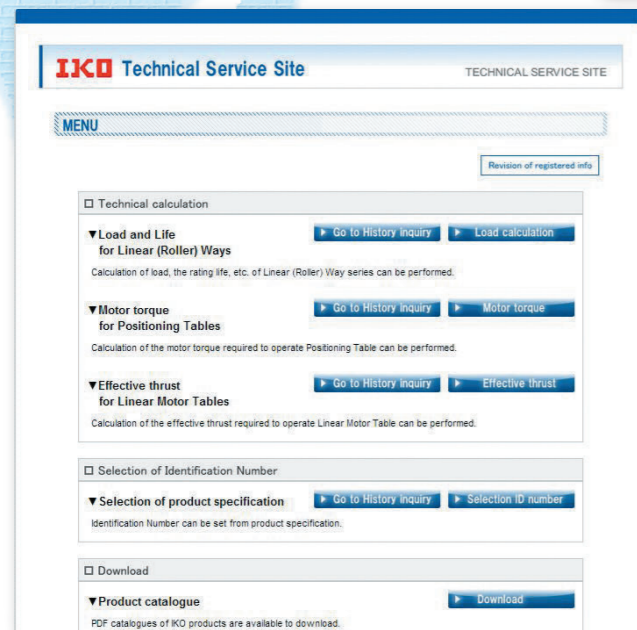 IKO Technical Service Site
TECHNICAL SERVICE SITE
MENU
Revision of registered info
Technical calculation
▼Load and Life
for Linear (Roller) Ways
Go to History inquiry
Load calculation
Calculation of load, the rating life, etc. of Linear (Roller) Way series can be performed.
▼Motor torque
for Positioning Tables
Go to History inquiry
Motor torque
Calculation of the motor torque required to operate Positioning Table can be performed.
▼Effective thrust
for Linear Motor Tables
Go to History inquiry
Effective thrust
Calculation of the effective thrust required to operate Linear Motor Table can be performed.
Selection of Identification Number
▼Selection of product specification
Go to History inquiry
Selection ID number
Identification Number can be set from product specification.
Download
▼Product catalogue
Download
PDF catalogues of IKO products are available to download.